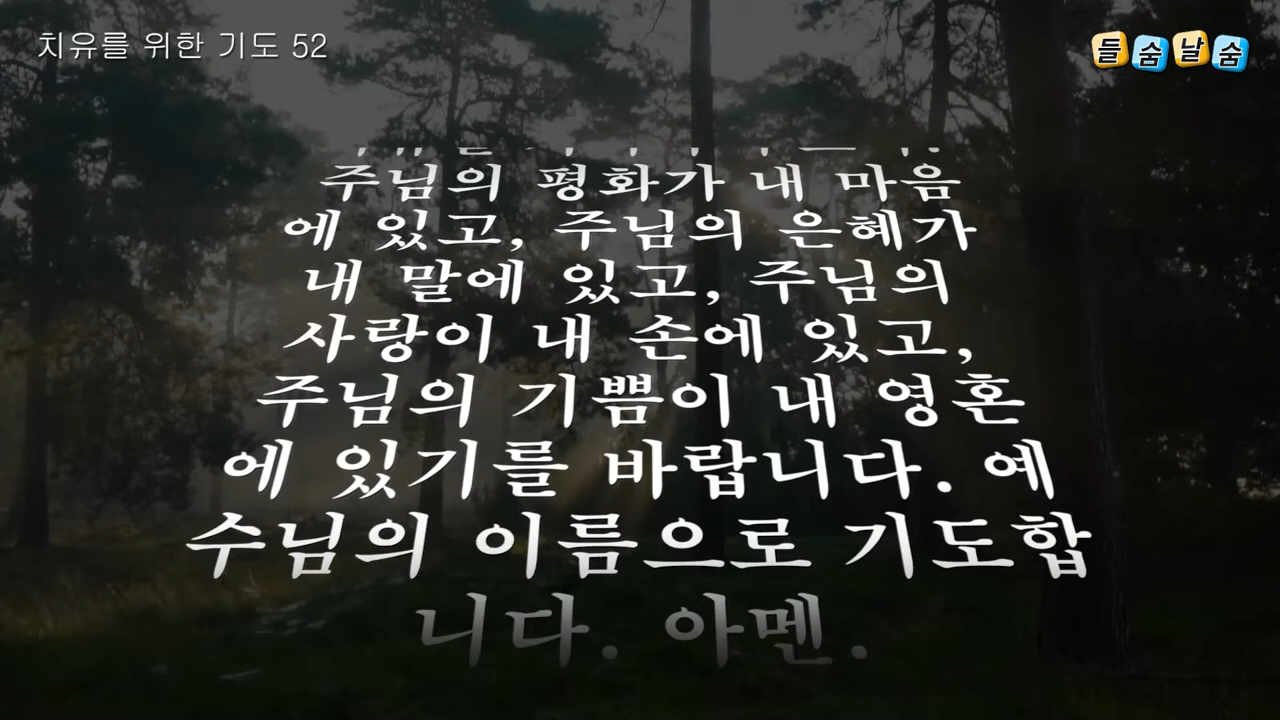 치유를 위한 기도 52
들숨날숨
주님의 평화가 내 마음
에 있고, 주님의 은혜가
내 말에 있고, 주님의
사랑이 내 손에 있고,
주님의 기쁨이 내 영혼
에 있기를 바랍니다. 예
수님의 이름으로 기도합
니다. 아멘.